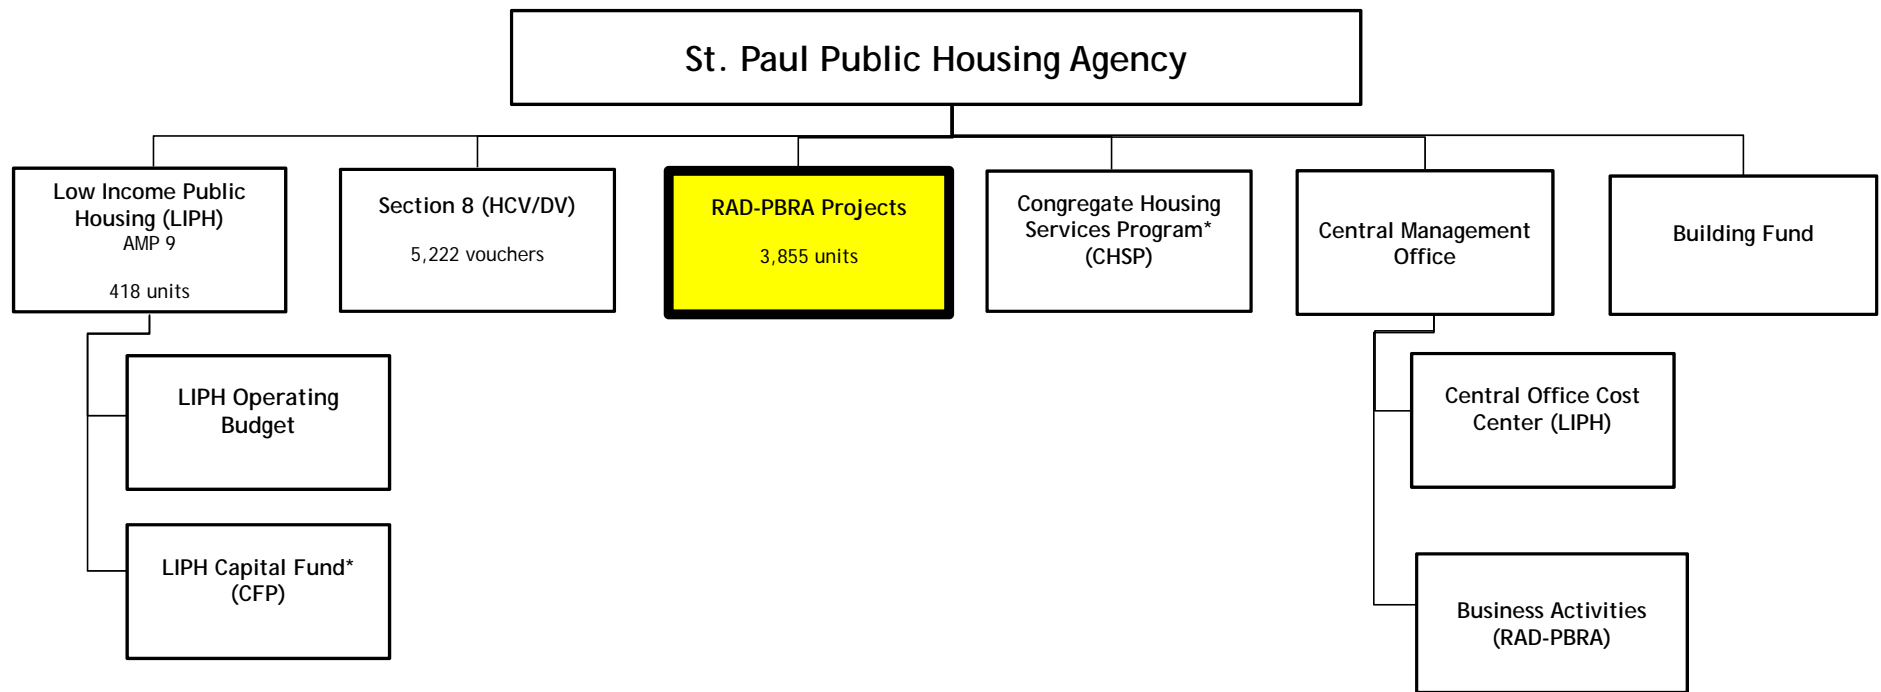 St. Paul Public Housing Agency
Low Income Public
Housing (LIPH)
AMP 9
418 units
Section 8 (HCV/DV)
5,222 vouchers
RAD-PBRA Projects
3,855 units
Congregate Housing
Services Program*
(CHSP)
Central Management
Office
Building Fund
LIPH Operating
Budget
LIPH Capital Fund*
(CFP)
Central Office Cost
Center (LIPH)
Business Activities
(RAD-PBRA)